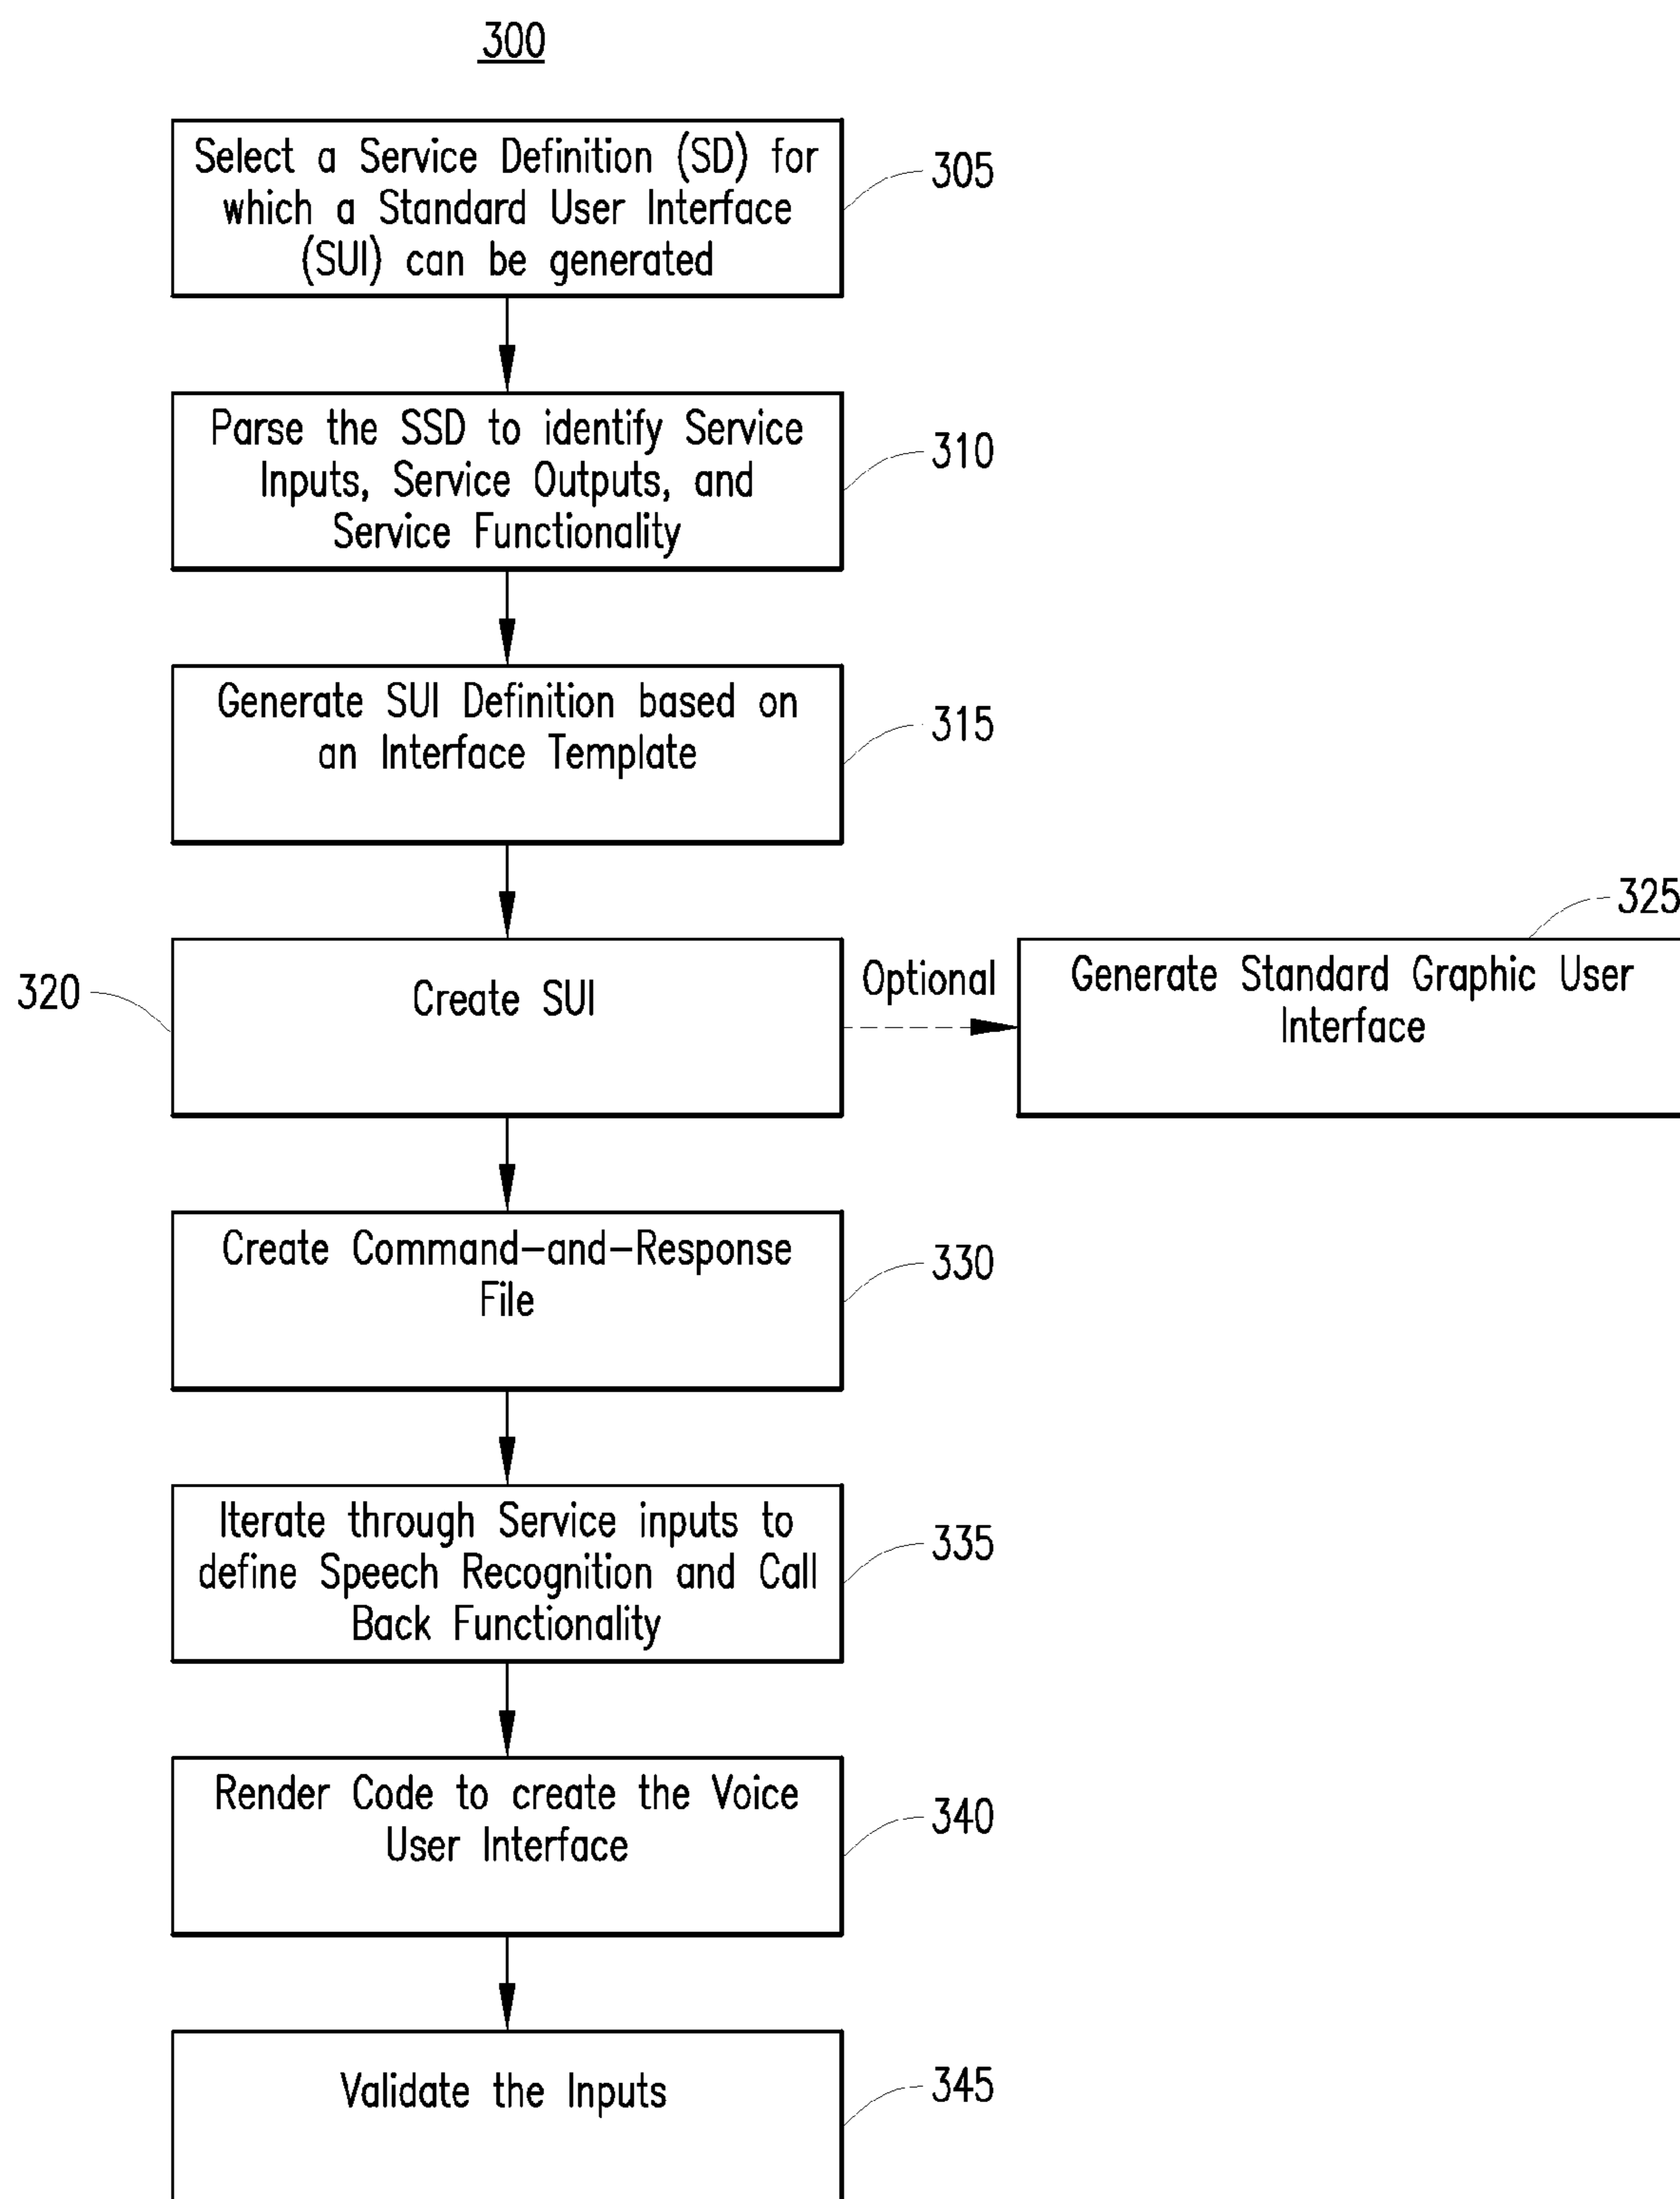 300
Select a Service Definition (SD) for
which a Standard User Interface
(SUI) can be generated
305
Parse the SSD to identify Service
Inputs, Service Outputs, and
Service Functionality
310
Generate SUI Definition based on
an Interface Template
315
320
Create SUI
Optional
325
Generate Standard Graphic User
Interface
Create Command-and-Response
File
330
Iterate through Service inputs to
define Speech Recognition and Call
Back Functionality
335
Render Code to create the Voice
User Interface
340
Validate the Inputs
345